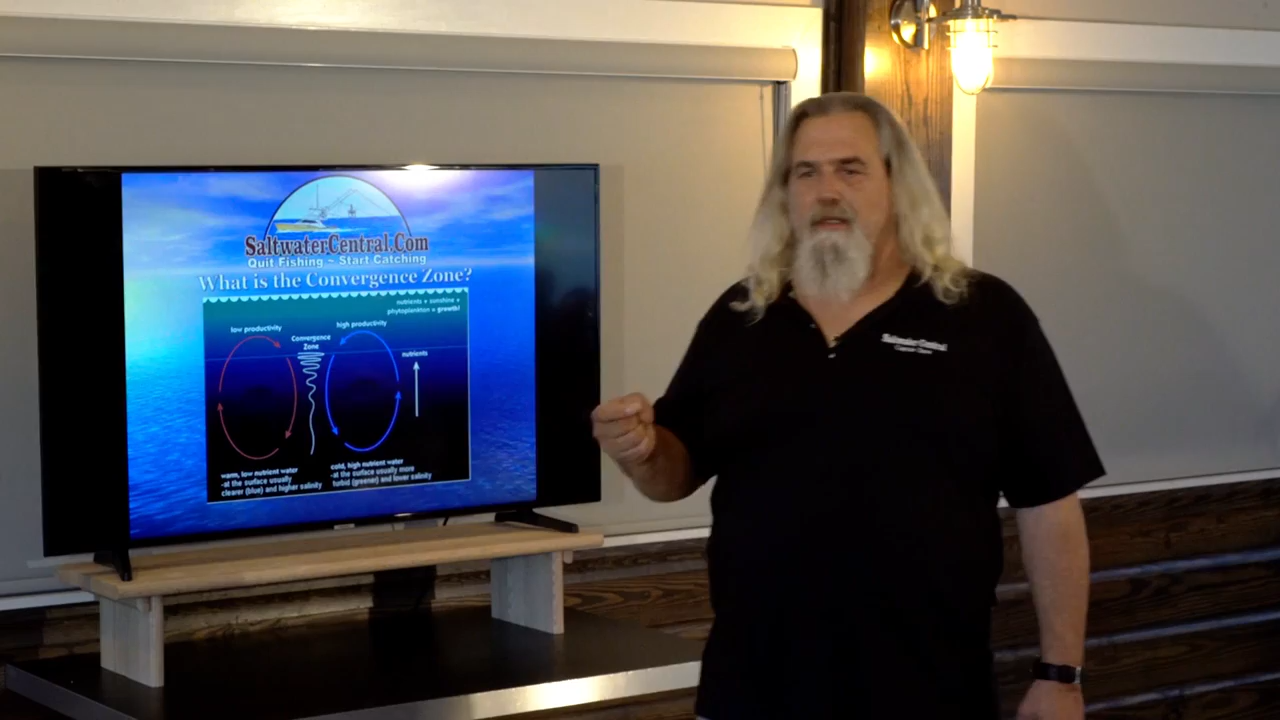 SaltwaterCentral.Com
Quit Fishing ~ Start Catching
What is the Convergence Zone?
nutrients + sunshine +
phytoplankton = growth!
low productivity
high productivity
Convergence
Zone
nutrients
warm, low nutrient water
-at the surface usually
clearer (blue) and higher salinity
cold, high nutrient water
-at the surface usually more
turbid (greener) and lower salinity
Saltwater Central